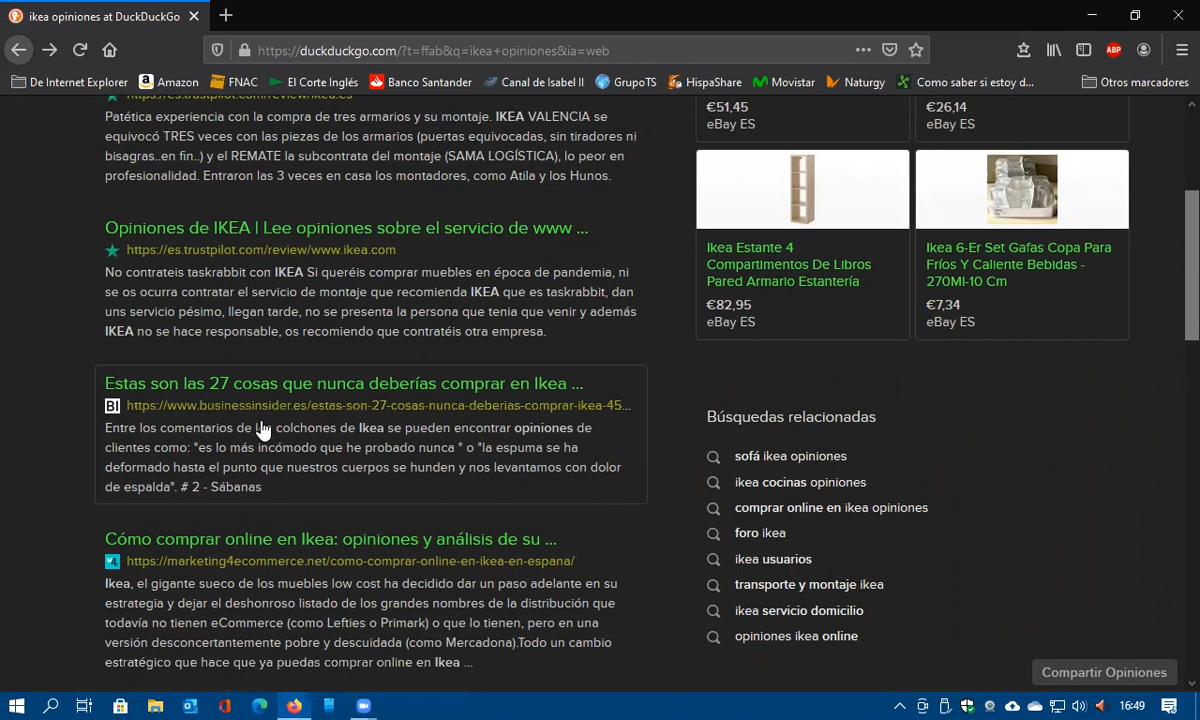 ikea opiniones at DuckDuckGo
https://duckduckgo.com/?t=ffab&q=ikea+opiniones&ia=web
ABP
De Internet Explorer
Amazon
FNAC
El Corte Inglés
Banco Santander
Canal de Isabel II
GrupoTS
HispaShare
Movistar
Naturgy
Como saber si estoy d...
Otros marcadores
https://es.trustpilot.com/review/ikea.es
Patética experiencia con la compra de tres armarios y su montaje. IKEA VALENCIA se
equivocó TRES veces con las piezas de los armarios (puertas equivocadas, sin tiradores ni
bisagras..en fin..) y el REMATE la subcontrata del montaje (SAMA LOGÍSTICA), lo peor en
profesionalidad. Entraron las 3 veces en casa los montadores, como Atila y los Hunos.
Opiniones de IKEA | Lee opiniones sobre el servicio de www ...
https://es.trustpilot.com/review/www.ikea.com
No contrateis taskrabbit con IKEA Si queréis comprar muebles en época de pandemia, ni
se os ocurra contratar el servicio de montaje que recomienda IKEA que es taskrabbit, dan
uns servicio pésimo, llegan tarde, no se presenta la persona que tenia que venir y además
IKEA no se hace responsable, os recomiendo que contratéis otra empresa.
Estas son las 27 cosas que nunca deberías comprar en Ikea ...
BI https://www.businessinsider.es/estas-son-27-cosas-nunca-deberias-comprar-ikea-45...
Entre los comentarios de los colchones de Ikea se pueden encontrar opiniones de
clientes como: "es lo más incómodo que he probado nunca " o "la espuma se ha
deformado hasta el punto que nuestros cuerpos se hunden y nos levantamos con dolor
de espalda". # 2 - Sábanas
Cómo comprar online en Ikea: opiniones y análisis de su ...
https://marketing4ecommerce.net/como-comprar-online-en-ikea-en-espana/
Ikea, el gigante sueco de los muebles low cost ha decidido dar un paso adelante en su
estrategia y dejar el deshonroso listado de los grandes nombres de la distribución que
todavía no tienen eCommerce (como Lefties o Primark) o que lo tienen, pero en una
versión desconcertantemente pobre y descuidada (como Mercadona).Todo un cambio
estratégico que hace que ya puedas comprar online en Ikea ...
€51,45
eBay ES
€26,14
eBay ES
Ikea Estante 4
Compartimentos De Libros
Pared Armario Estantería
€82,95
eBay ES
Ikea 6-Er Set Gafas Copa Para
Fríos Y Caliente Bebidas -
270Ml-10 Cm
€7,34
eBay ES
Búsquedas relacionadas
sofá ikea opiniones
ikea cocinas opiniones
comprar online en ikea opiniones
foro ikea
ikea usuarios
transporte y montaje ikea
ikea servicio domicilio
opiniones ikea online
Compartir Opiniones
16:49